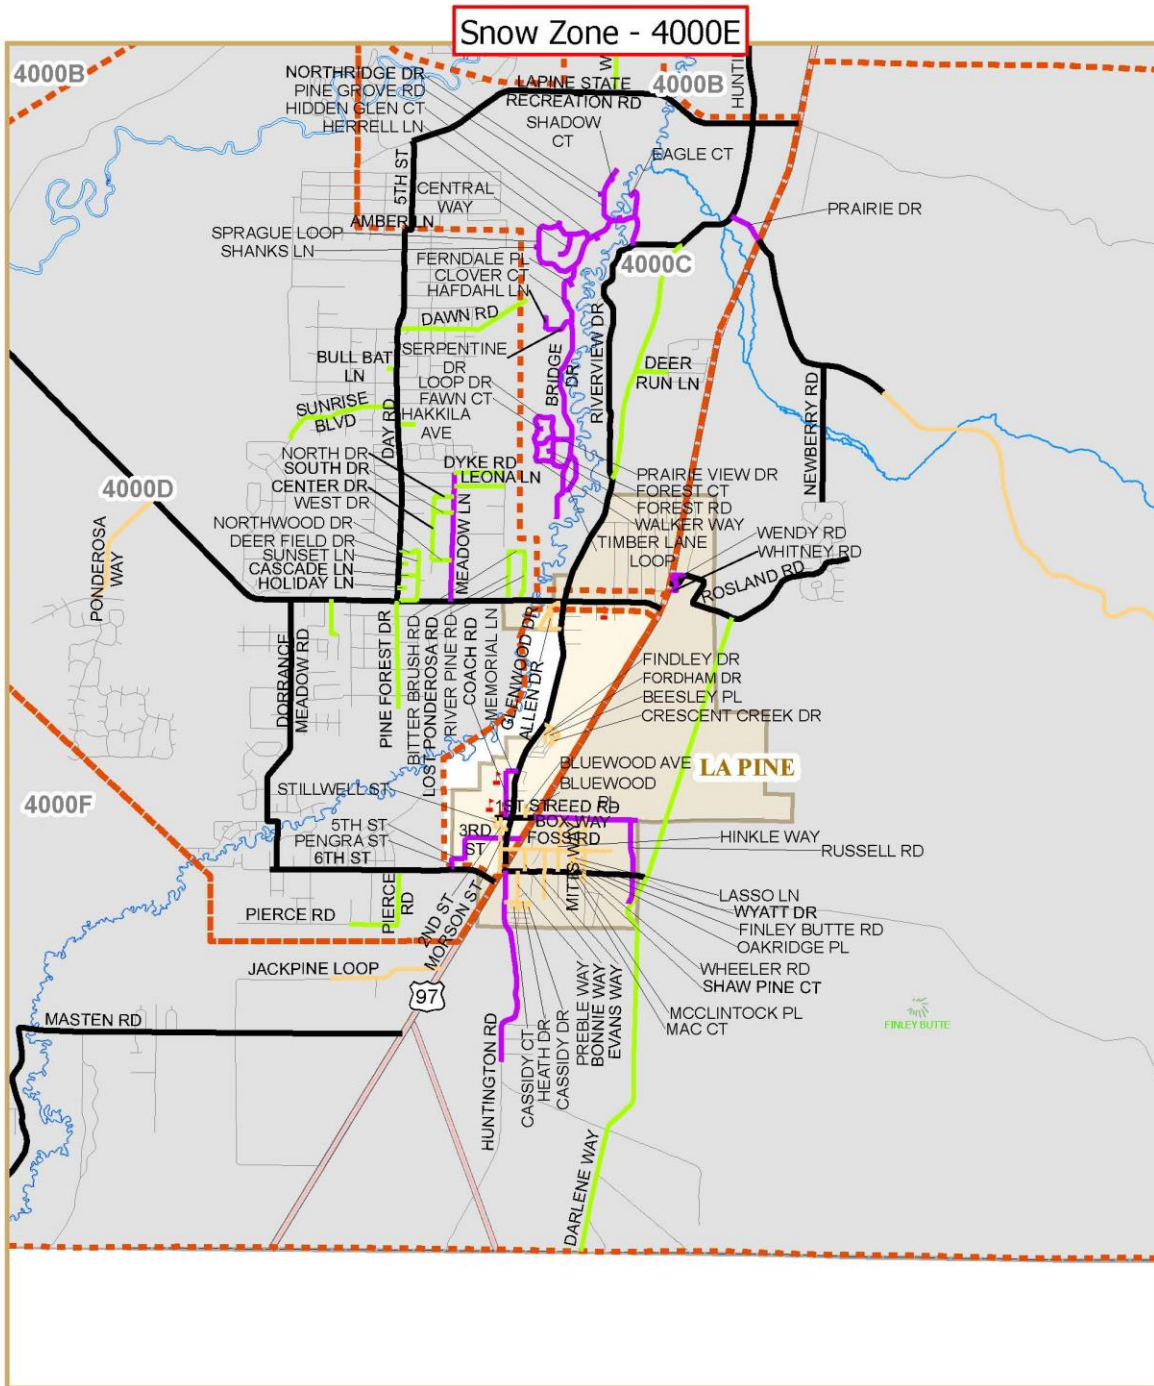 Snow Zone - 4000E
4000B
NORTHRIDGE DR
PINE GROVE RD
HIDDEN GLEN CT
HERRELL LN
W
LAPINE STATE
RECREATION RD
4000B
HUNTI
SHADOW
CT
EAGLE CT
5TH ST
CENTRAL
WAY
AMBER LN
PRAIRIE DR
SPRAGUE LOOP
SHANKS LN
FERNDALE PL
CLOVER CT
HAFDAHL LN
4000C
DAWN RD
SERPENTINE
DR
BULL BAT
LN
LOOP DR
FAWN CT
HAKKILA
AVE
BRIDGE
DR
RIVERVIEW DR
DEER
RUN LN
SUNRISE
BLVD
DAY RD
NEWBERRY RD
NORTH DR
SOUTH DR
CENTER DR
WEST DR
DYKE RD
LEONA LN
4000D
PRAIRIE VIEW DR
FOREST CT
FOREST RD
WALKER WAY
TIMBER LANE
LOOP
WENDY RD
WHITNEY RD
ROSLAND RD
PONDEROSA
WAY
NORTHWOOD DR
DEER FIELD DR
SUNSET LN
CASCADE LN
HOLIDAY LN
MEADOW LN
DORRANCE
MEADOW RD
PINE FOREST DR
BITTER BRUSH RD
LOST PONDEROSA RD
RIVER PINE RD
COACH RD
MEMORIAL LN
GLENWOOD DR
ALLEN DR
FINDLEY DR
FORDHAM DR
BEESLEY PL
CRESCENT CREEK DR
BLUEWOOD AVE
BLUEWOOD
PL
LA PINE
4000F
STILLWELL ST
1ST ST
REED RD
BOX WAY
FOSS RD
3RD
ST
5TH ST
PENGRA ST
6TH ST
MITTS WAY
HINKLE WAY
RUSSELL RD
PIERCE RD
PIERCE
RD
2ND ST
MORSON ST
LASSO LN
WYATT DR
FINLEY BUTTE RD
OAKRIDGE PL
WHEELER RD
SHAW PINE CT
MCCLINTOCK PL
MAC CT
JACKPINE LOOP
97
MASTEN RD
HUNTINGTON RD
CASSIDY CT
HEATH DR
CASSIDY DR
PREBLE WAY
BONNIE WAY
EVANS WAY
FINLEY BUTTE
DARLENE WAY